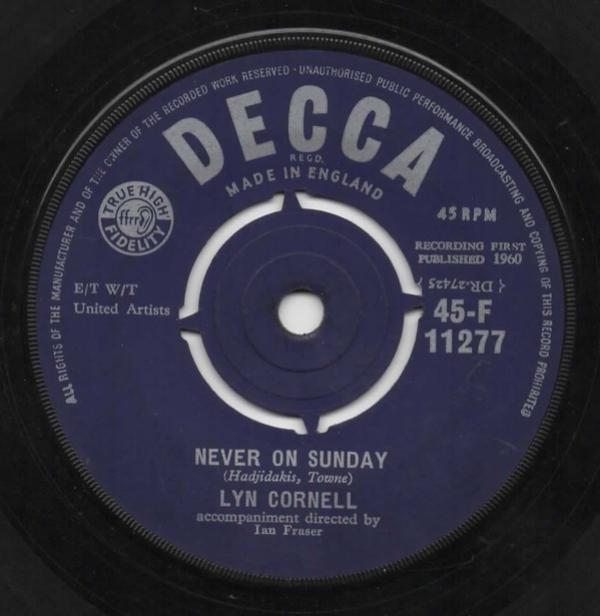 ALL RIGHTS OF THE MANUFACTURER AND OF THE OWNER OF THE RECORDED WORK RESERVED · UNAUTHORISED PUBLIC PERFORMANCE BROADCASTING AND COPYING OF THIS RECORD PROHIBITED
DECCA
REGD.
MADE IN ENGLAND
TRUE HIGH
ffrr
FIDELITY
45 RPM
RECORDING FIRST
PUBLISHED 1960
E/T W/T
United Artists
{ DR.27425 {
45-F
11277
NEVER ON SUNDAY
(Hadjidakis, Towne)
LYN CORNELL
accompaniment directed by
Ian Fraser